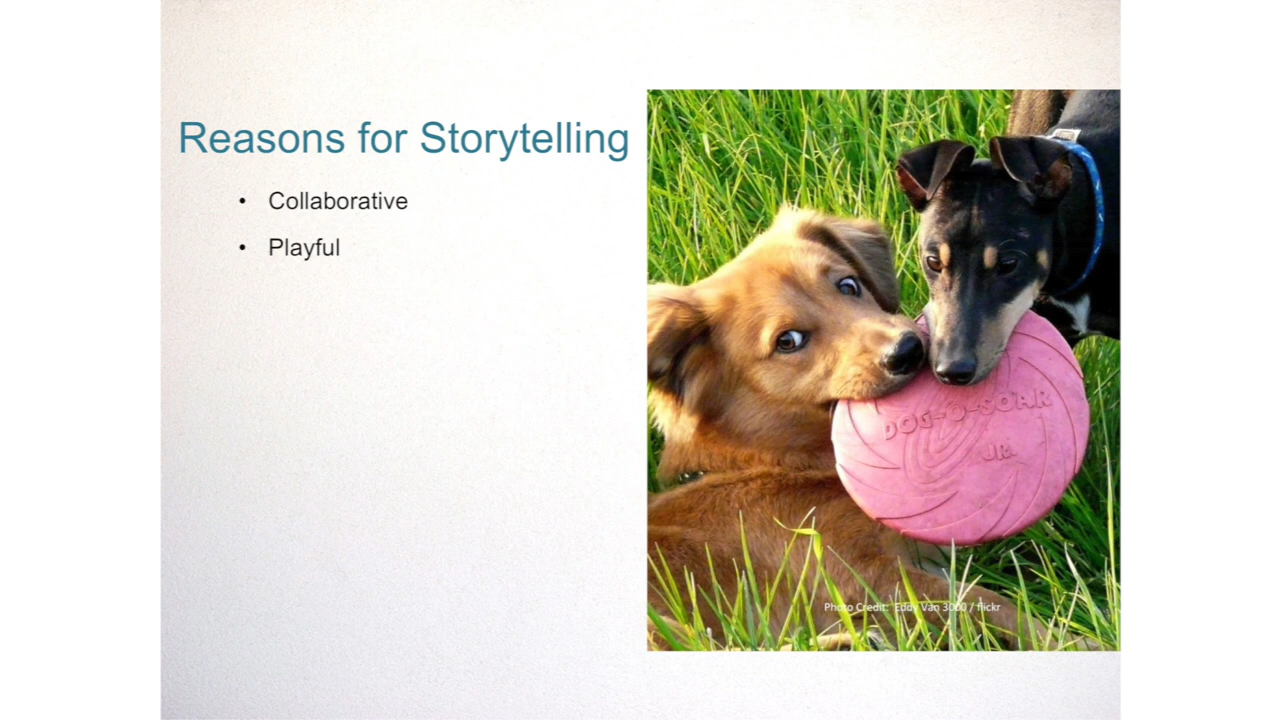 Reasons for Storytelling
• Collaborative
• Playful
DOG-O-SOAR
JR.
Photo Credit: Eddy Van 3000 / flickr